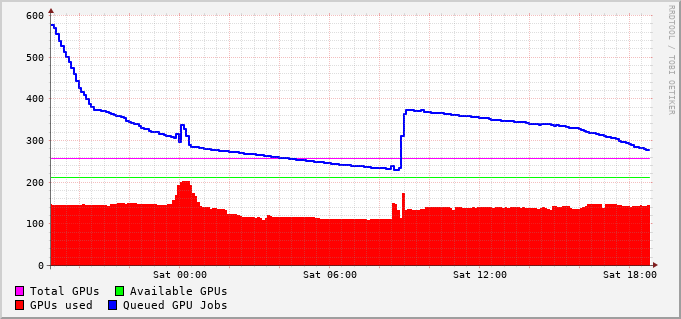 600
500
400
300
200
100
0
Sat 00:00 Sat 06:00 Sat 12:00 Sat 18:00
Total GPUs Available GPUs
GPUs used Queued GPU Jobs
RRDTOOL / TOBI OETIKER